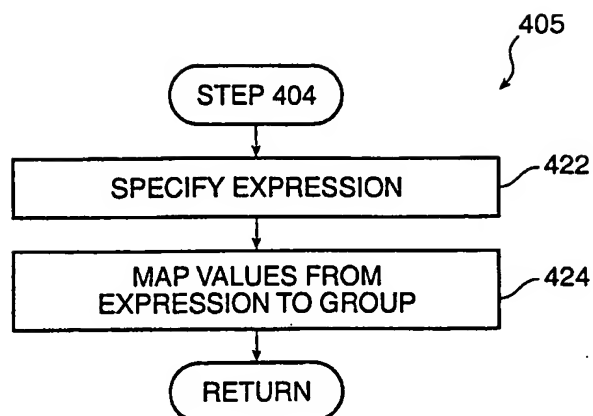 405
STEP 404
SPECIFY EXPRESSION
422
MAP VALUES FROM
EXPRESSION TO GROUP
424
RETURN